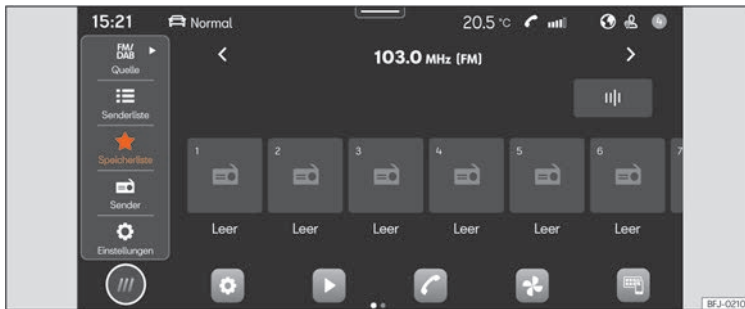 15:21 Normal 20.5 °C 4
FM/
DAB
Quelle
103.0 MHz (FM)
Senderliste
Speicherliste
1 2 3 4 5 6 7
Sender
Leer Leer Leer Leer Leer Leer
Einstellungen
BFJ-0210